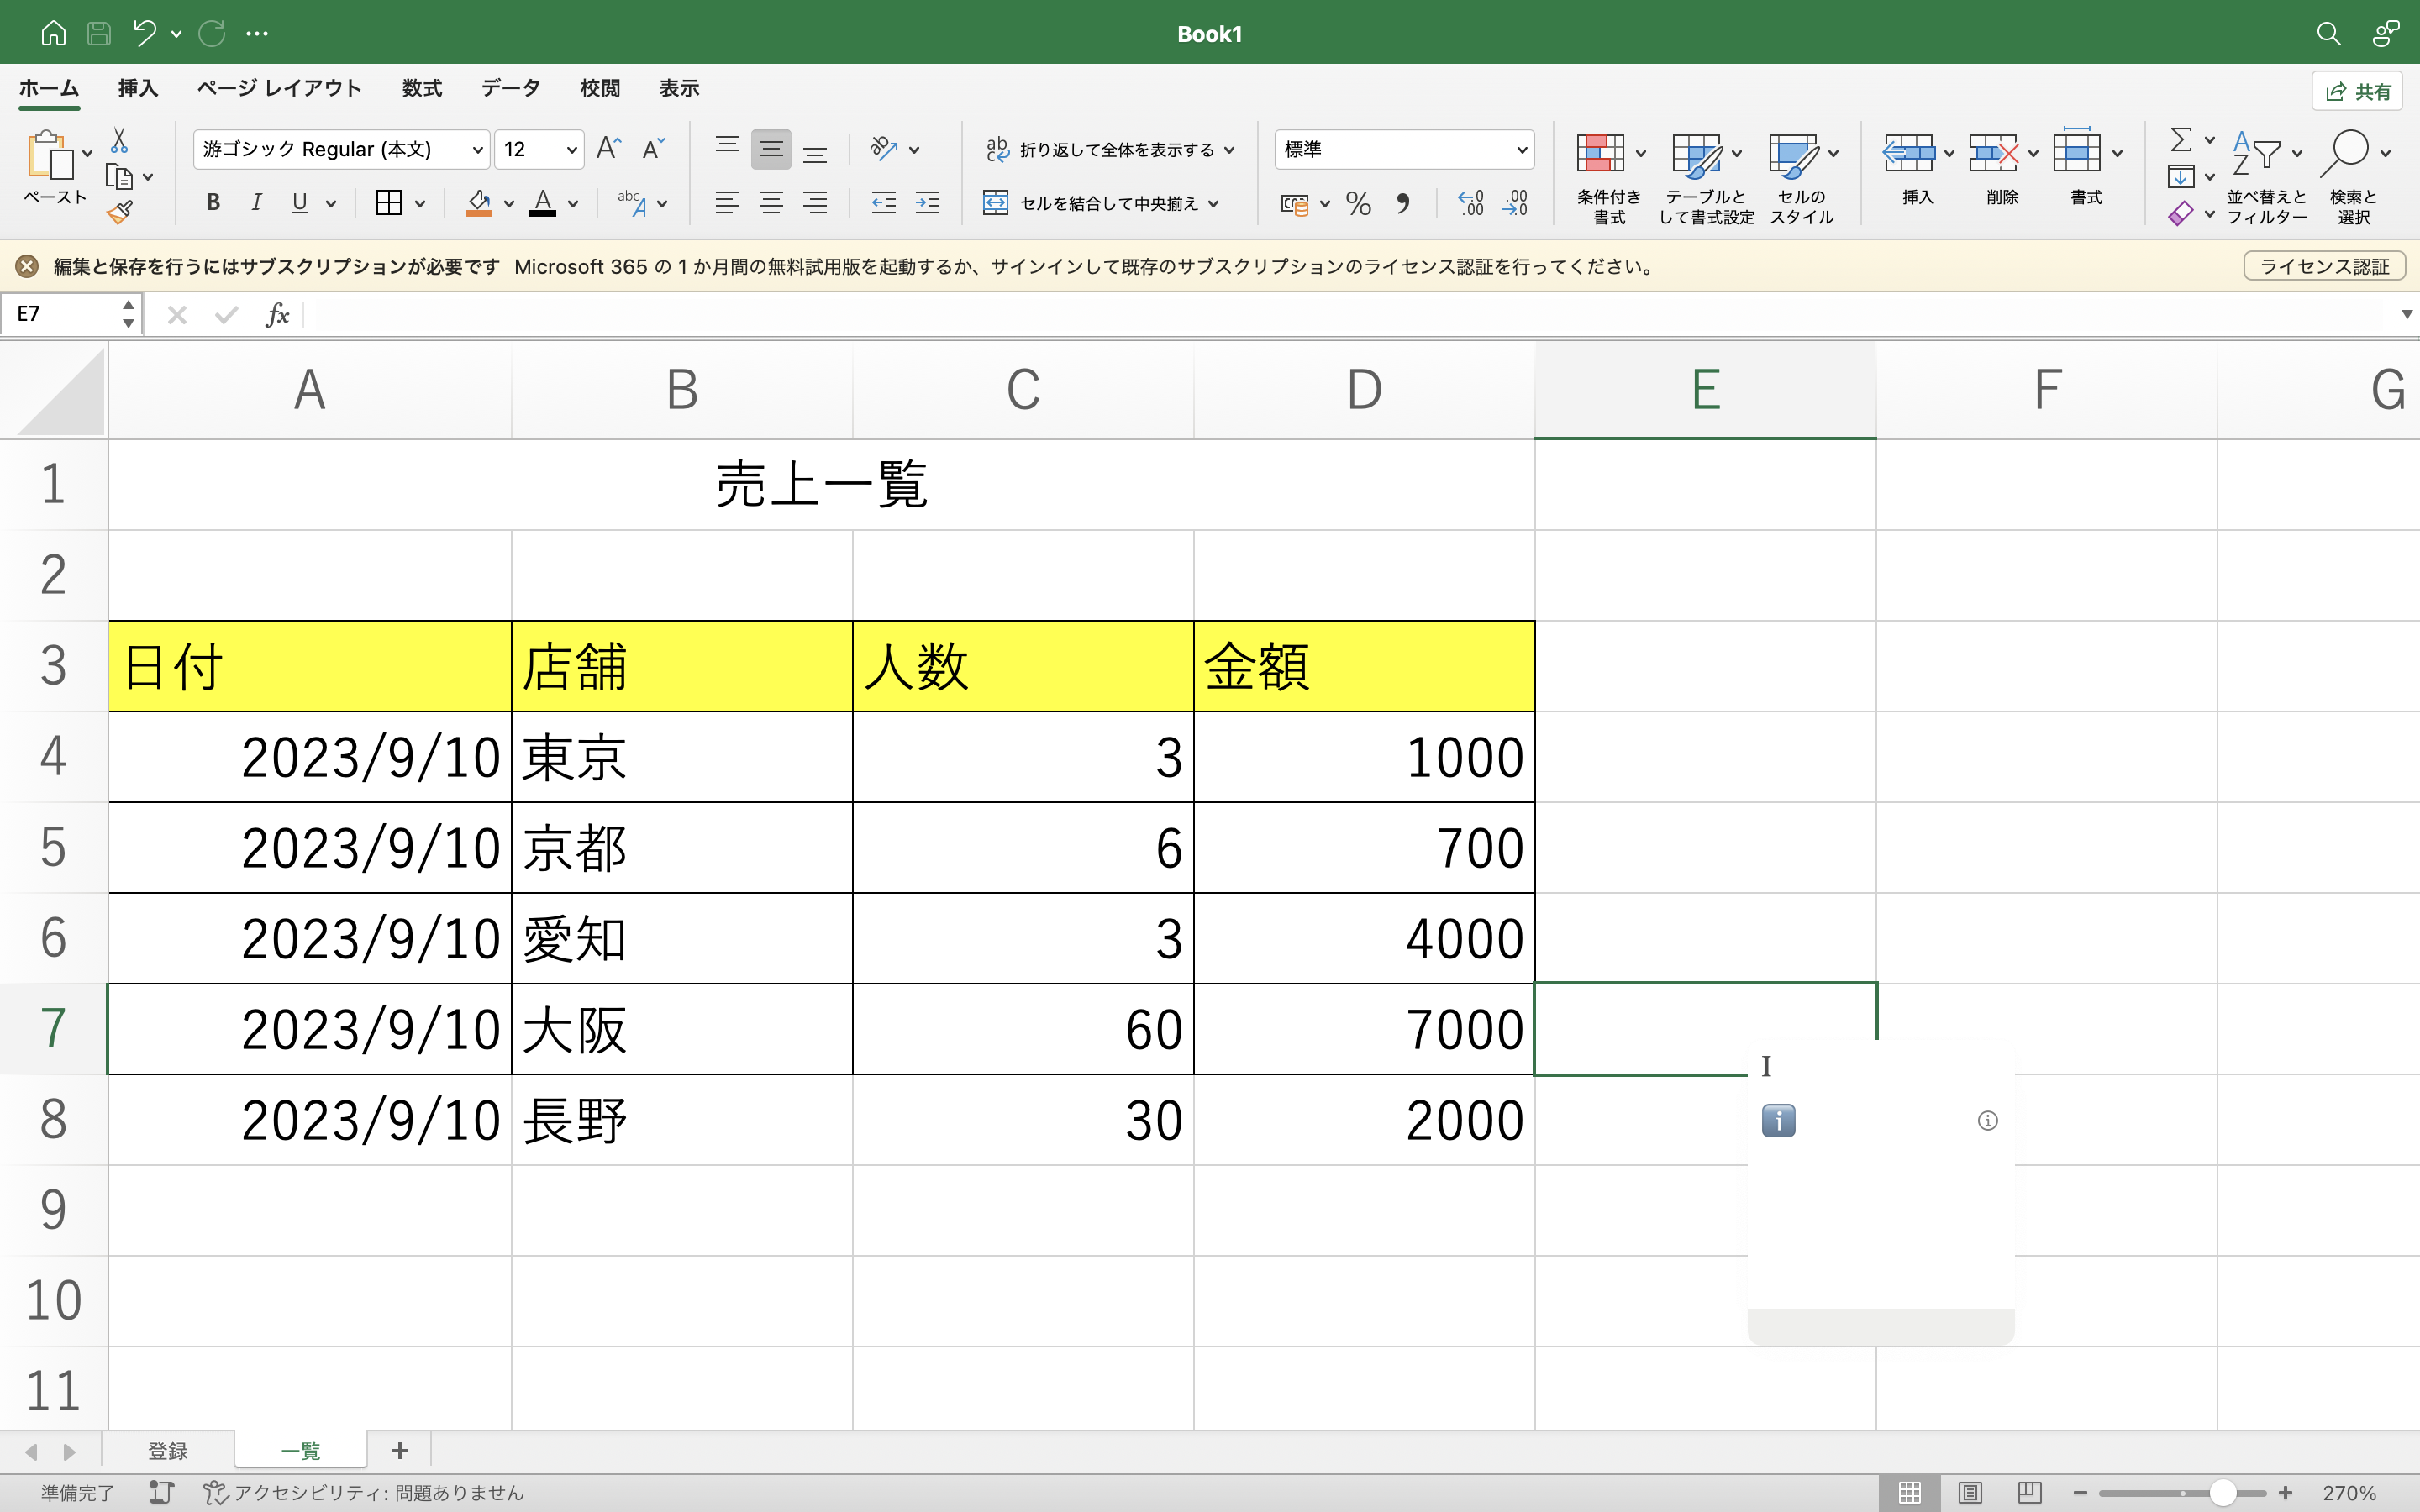 Book1
ホーム 挿入 ページ レイアウト 数式 データ 校閲 表示 共有
ペースト
游ゴシック Regular (本文) 12 A A
B I U A abc A
ab c 折り返して全体を表示する
セルを結合して中央揃え
標準
% .0 .00 .00 .0
条件付き書式
テーブルとして書式設定
セルのスタイル
挿入 削除 書式
A Z
並べ替えとフィルター
検索と選択
編集と保存を行うにはサブスクリプションが必要です Microsoft 365 の 1 か月間の無料試用版を起動するか、サインインして既存のサブスクリプションのライセンス認証を行ってください。 ライセンス認証
E7 fx
A B C D E F G
1 売上一覧
2
3 日付 店舗 人数 金額
4 2023/9/10 東京 3 1000
5 2023/9/10 京都 6 700
6 2023/9/10 愛知 3 4000
7 2023/9/10 大阪 60 7000
8 2023/9/10 長野 30 2000
9
10
11
登録 一覧 +
準備完了 アクセシビリティ: 問題ありません 270%